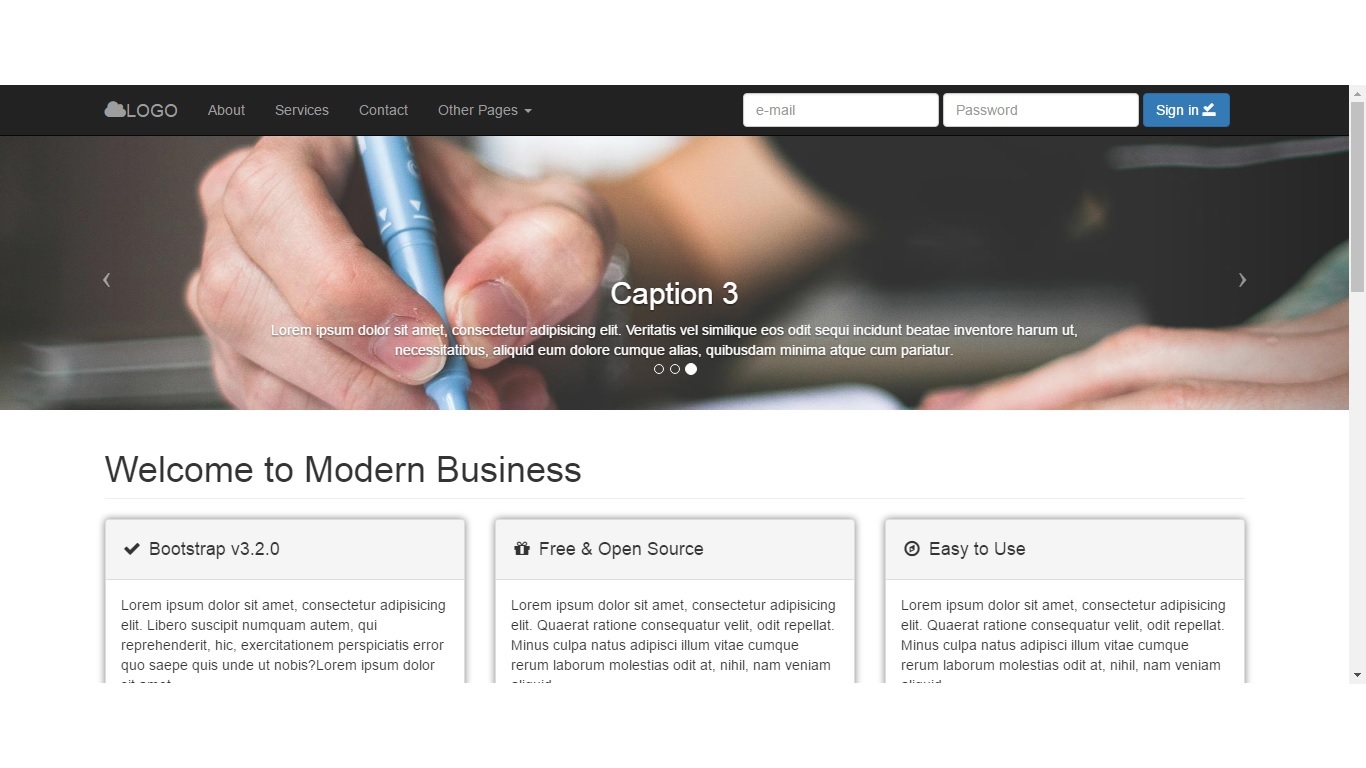 LOGO About Services Contact Other Pages e-mail Password Sign in
Caption 3
Lorem ipsum dolor sit amet, consectetur adipisicing elit. Veritatis vel similique eos odit sequi incidunt beatae inventore harum ut,
necessitatibus, aliquid eum dolore cumque alias, quibusdam minima atque cum pariatur.
Welcome to Modern Business
Bootstrap v3.2.0
Lorem ipsum dolor sit amet, consectetur adipisicing
elit. Libero suscipit numquam autem, qui
reprehenderit, hic, exercitationem perspiciatis error
quo saepe quis unde ut nobis?Lorem ipsum dolor
Free & Open Source
Lorem ipsum dolor sit amet, consectetur adipisicing
elit. Quaerat ratione consequatur velit, odit repellat.
Minus culpa natus adipisci illum vitae cumque
rerum laborum molestias odit at, nihil, nam veniam
Easy to Use
Lorem ipsum dolor sit amet, consectetur adipisicing
elit. Quaerat ratione consequatur velit, odit repellat.
Minus culpa natus adipisci illum vitae cumque
rerum laborum molestias odit at, nihil, nam veniam